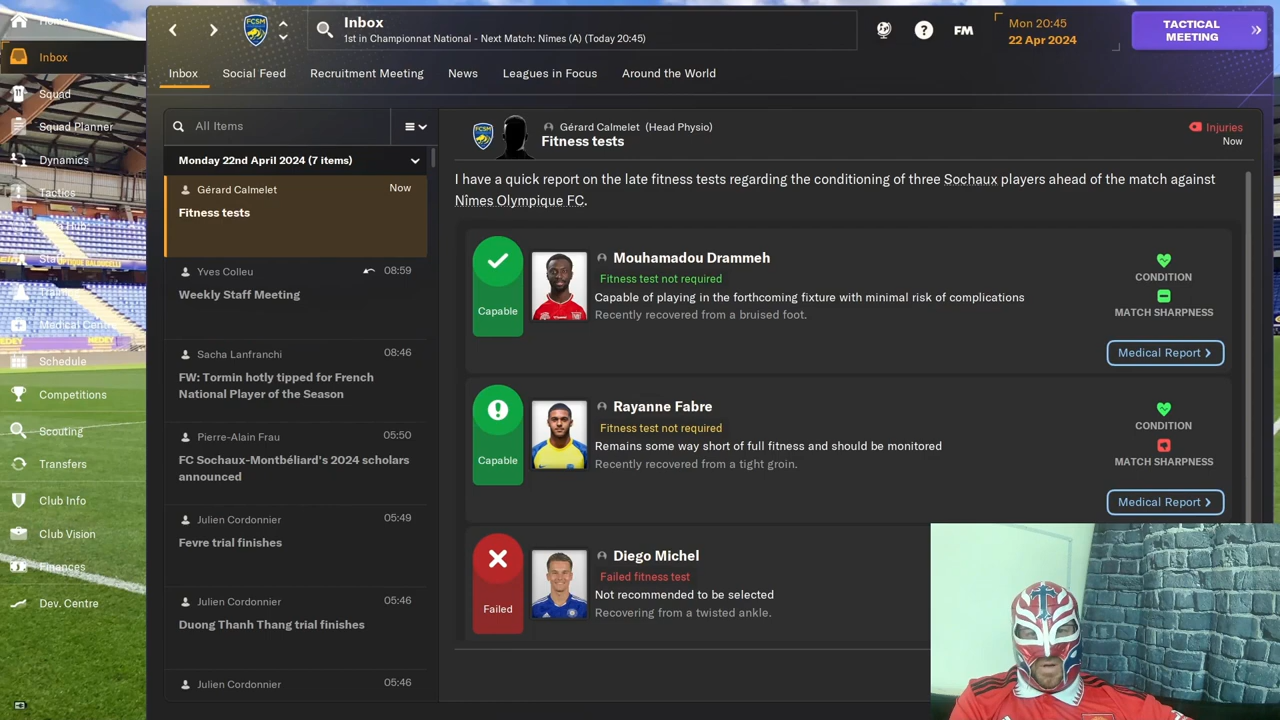 Home
Inbox
Squad
Squad Planner
Dynamics
Tactics
Schedule
Competitions
Scouting
Transfers
Club Info
Club Vision
Finances
Dev. Centre
FCSM
Inbox
1st in Championnat National - Next Match: Nîmes (A) (Today 20:45)
FM
Mon 20:45
22 Apr 2024
TACTICAL
MEETING
Inbox Social Feed Recruitment Meeting News Leagues in Focus Around the World
All Items
Monday 22nd April 2024 (7 items)
Gérard Calmelet Now
Fitness tests
Yves Colleu 08:59
Weekly Staff Meeting
Sacha Lanfranchi 08:46
FW: Tormin hotly tipped for French
National Player of the Season
Pierre-Alain Frau 05:50
FC Sochaux-Montbéliard's 2024 scholars
announced
Julien Cordonnier 05:49
Fevre trial finishes
Julien Cordonnier 05:46
Duong Thanh Thang trial finishes
Julien Cordonnier 05:46
FCSM
Gérard Calmelet (Head Physio)
Fitness tests
Injuries
Now
I have a quick report on the late fitness tests regarding the conditioning of three Sochaux players ahead of the match against
Nîmes Olympique FC.
Capable
Mouhamadou Drammeh
Fitness test not required
Capable of playing in the forthcoming fixture with minimal risk of complications
Recently recovered from a bruised foot.
CONDITION
MATCH SHARPNESS
Medical Report
Capable
Rayanne Fabre
Fitness test not required
Remains some way short of full fitness and should be monitored
Recently recovered from a tight groin.
CONDITION
MATCH SHARPNESS
Medical Report
Failed
Diego Michel
Failed fitness test
Not recommended to be selected
Recovering from a twisted ankle.